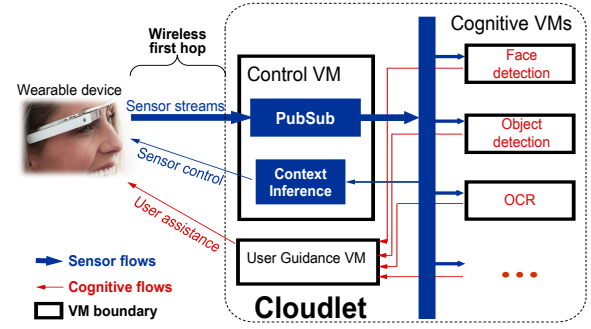 Wireless
first hop
Cognitive VMs
Wearable device
Control VM
Sensor streams
PubSub
Face
detection
Object
detection
Sensor control
Context
Inference
OCR
User assistance
User Guidance VM
Sensor flows
Cognitive flows
VM boundary
Cloudlet